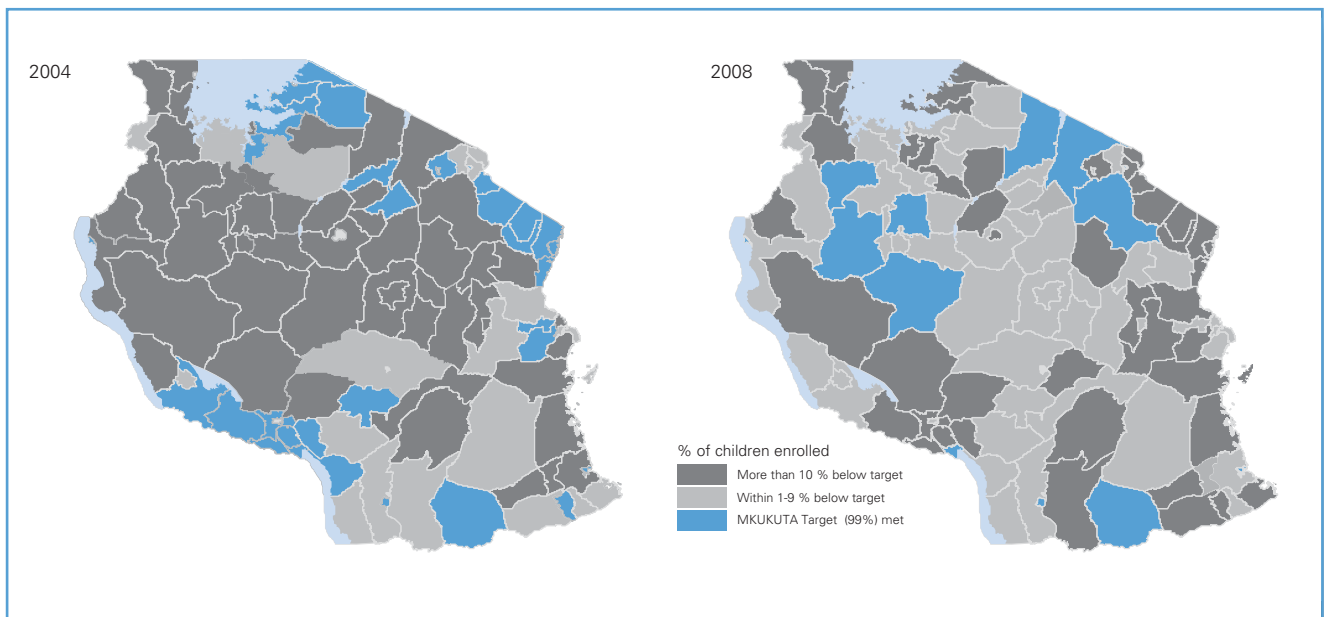 2004
2008
% of children enrolled
More than 10 % below target
Within 1-9 % below target
MKUKUTA Target (99%) met